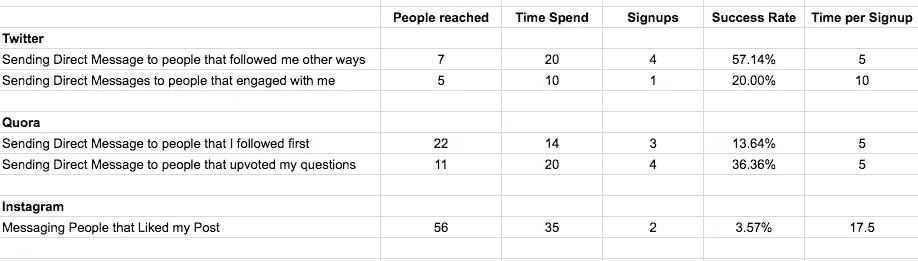 People reached Time Spend Signups Success Rate Time per Signup
Twitter
Sending Direct Message to people that followed me other ways 7 20 4 57.14% 5
Sending Direct Messages to people that engaged with me 5 10 1 20.00% 10
Quora
Sending Direct Message to people that I followed first 22 14 3 13.64% 5
Sending Direct Message to people that upvoted my questions 11 20 4 36.36% 5
Instagram
Messaging People that Liked my Post 56 35 2 3.57% 17.5